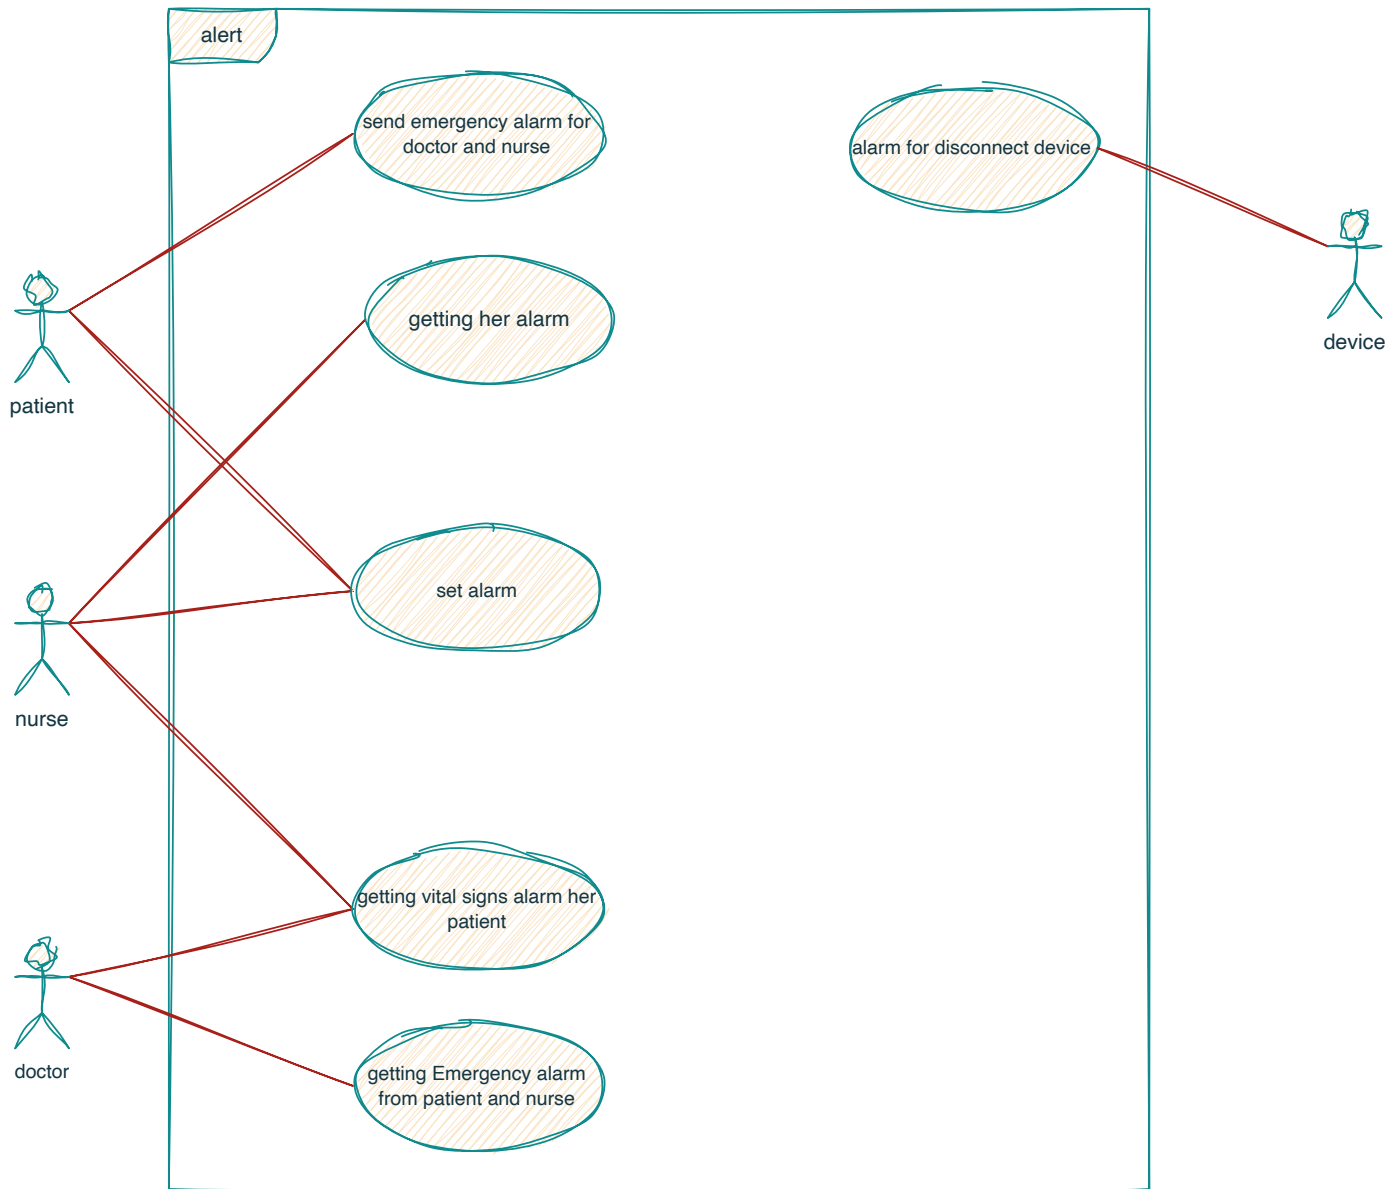 alert
send emergency alarm for
doctor and nurse
alarm for disconnect device
getting her alarm
device
patient
set alarm
nurse
getting vital signs alarm her
patient
doctor
getting Emergency alarm
from patient and nurse